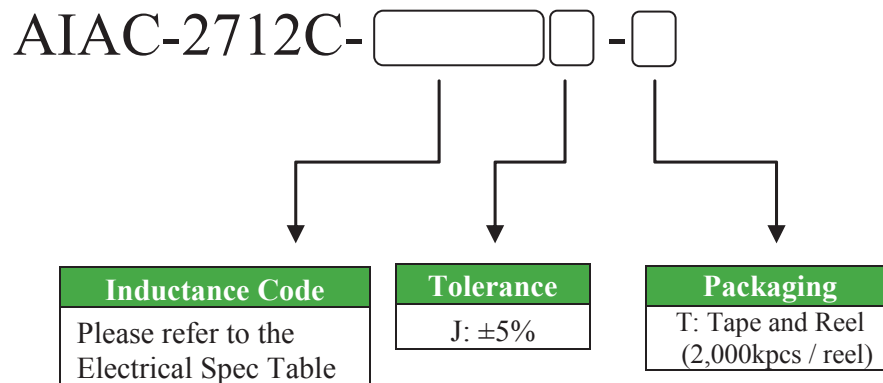 AIAC-2712C- -
Inductance Code
Please refer to the
Electrical Spec Table
Tolerance
J: ±5%
Packaging
T: Tape and Reel
(2,000kpcs / reel)